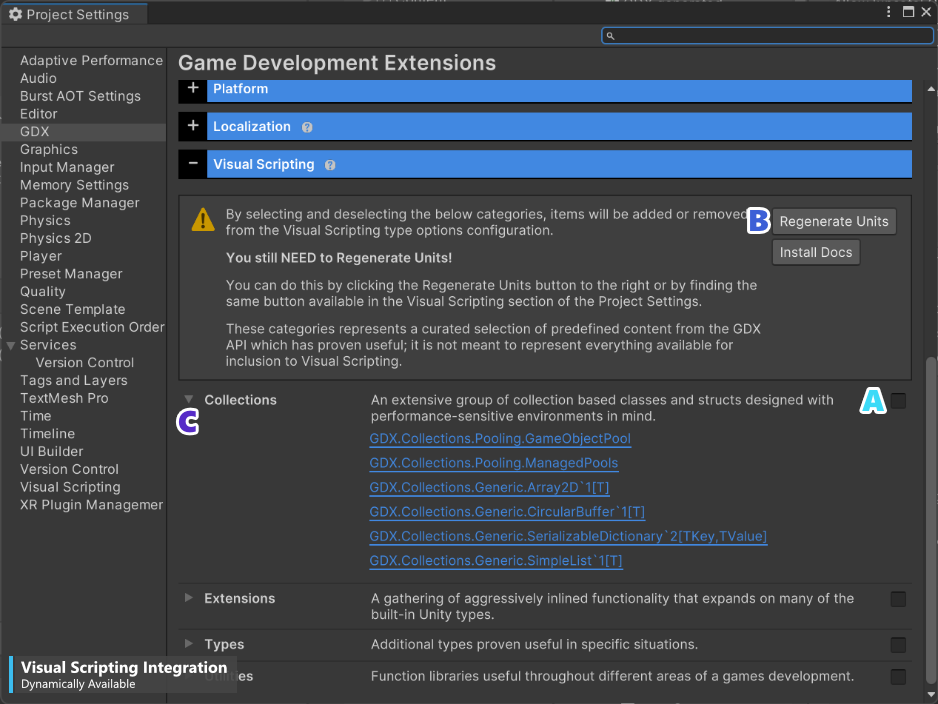 Project Settings
Adaptive Performance
Audio
Burst AOT Settings
Editor
GDX
Graphics
Input Manager
Memory Settings
Package Manager
Physics
Physics 2D
Player
Preset Manager
Quality
Scene Template
Script Execution Order
Services
Version Control
Tags and Layers
TextMesh Pro
Time
Timeline
UI Builder
Version Control
Visual Scripting
XR Plugin Managemer
Game Development Extensions
+ Platform
+ Localization ?
− Visual Scripting ?
By selecting and deselecting the below categories, items will be added or removed
from the Visual Scripting type options configuration.
You still NEED to Regenerate Units!
You can do this by clicking the Regenerate Units button to the right or by finding the
same button available in the Visual Scripting section of the Project Settings.
These categories represents a curated selection of predefined content from the GDX
API which has proven useful; it is not meant to represent everything available for
inclusion to Visual Scripting.
B Regenerate Units
Install Docs
Collections
C
An extensive group of collection based classes and structs designed with
performance-sensitive environments in mind.
A
GDX.Collections.Pooling.GameObjectPool
GDX.Collections.Pooling.ManagedPools
GDX.Collections.Generic.Array2D`1[T]
GDX.Collections.Generic.CircularBuffer`1[T]
GDX.Collections.Generic.SerializableDictionary`2[TKey,TValue]
GDX.Collections.Generic.SimpleList`1[T]
Extensions
A gathering of aggressively inlined functionality that expands on many of the
built-in Unity types.
Types
Additional types proven useful in specific situations.
Utilities
Function libraries useful throughout different areas of a games development.
Visual Scripting Integration
Dynamically Available